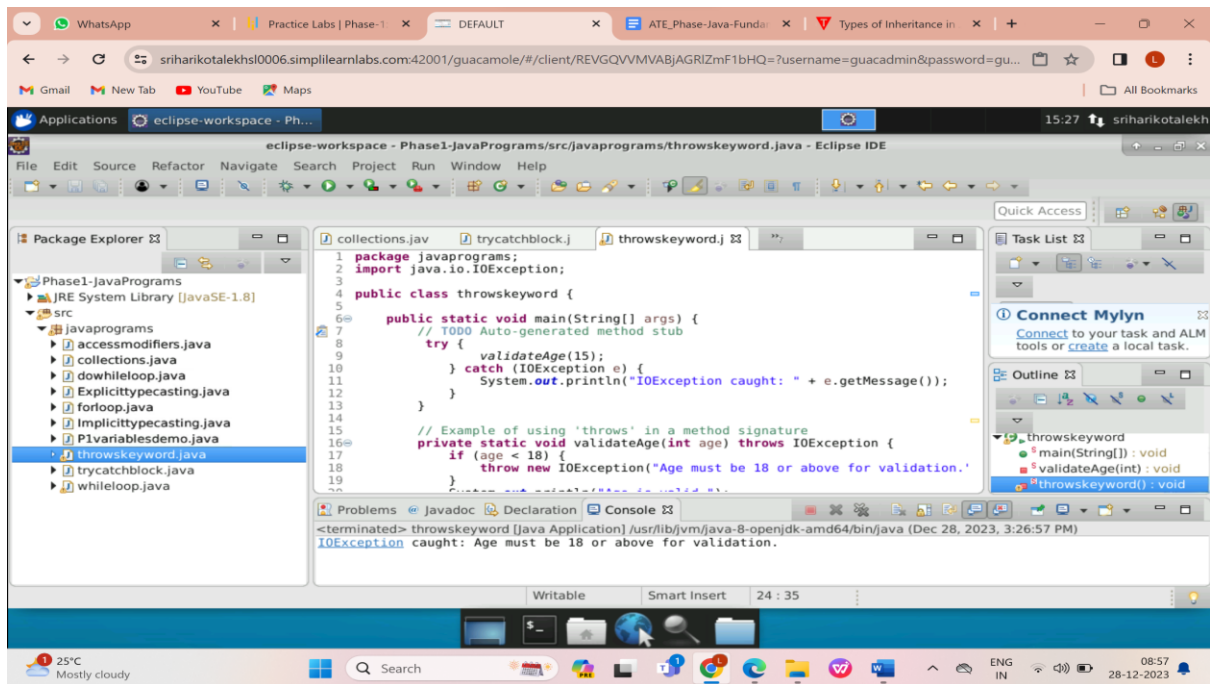 WhatsApp
Practice Labs | Phase-1
DEFAULT
ATE_Phase-Java-Fundar
Types of Inheritance in
sriharikotalekhsl0006.simplilearnlabs.com:42001/guacamole/#/client/REVGQVVMVABjAGRlZmF1bHQ=?username=guacadmin&password=gu...
L
Gmail
New Tab
YouTube
Maps
All Bookmarks
Applications
eclipse-workspace - Ph...
15:27
sriharikotalekh
eclipse-workspace - Phase1-JavaPrograms/src/javaprograms/throwskeyword.java - Eclipse IDE
File Edit Source Refactor Navigate Search Project Run Window Help
Quick Access
Package Explorer
Phase1-JavaPrograms
JRE System Library [JavaSE-1.8]
src
javaprograms
accessmodifiers.java
collections.java
dowhileloop.java
Explicittypecasting.java
forloop.java
Implicittypecasting.java
P1variablesdemo.java
throwskeyword.java
trycatchblock.java
whileloop.java
collections.jav
trycatchblock.j
throwskeyword.j
1 package javaprograms;
2 import java.io.IOException;
3
4 public class throwskeyword {
5
6 public static void main(String[] args) {
7 // TODO Auto-generated method stub
8 try {
9 validateAge(15);
10 } catch (IOException e) {
11 System.out.println("IOException caught: " + e.getMessage());
12 }
13 }
14
15 // Example of using 'throws' in a method signature
16 private static void validateAge(int age) throws IOException {
17 if (age < 18) {
18 throw new IOException("Age must be 18 or above for validation.'
19 }
Task List
Connect Mylyn
Connect to your task and ALM
tools or create a local task.
Outline
throwskeyword
main(String[]) : void
validateAge(int) : void
throwskeyword() : void
Problems
Javadoc
Declaration
Console
<terminated> throwskeyword [Java Application] /usr/lib/jvm/java-8-openjdk-amd64/bin/java (Dec 28, 2023, 3:26:57 PM)
IOException caught: Age must be 18 or above for validation.
Writable
Smart Insert
24 : 35
1
25°C
Mostly cloudy
Search
ENG
IN
08:57
28-12-2023